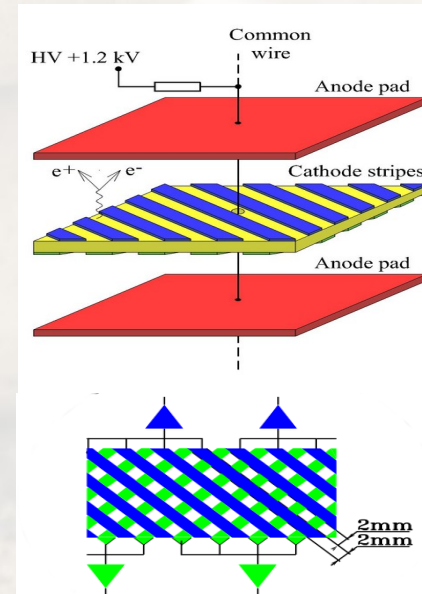 Common
wire
HV +1.2 kV
Anode pad
e+ e-
Cathode stripes
Anode pad
2mm
2mm